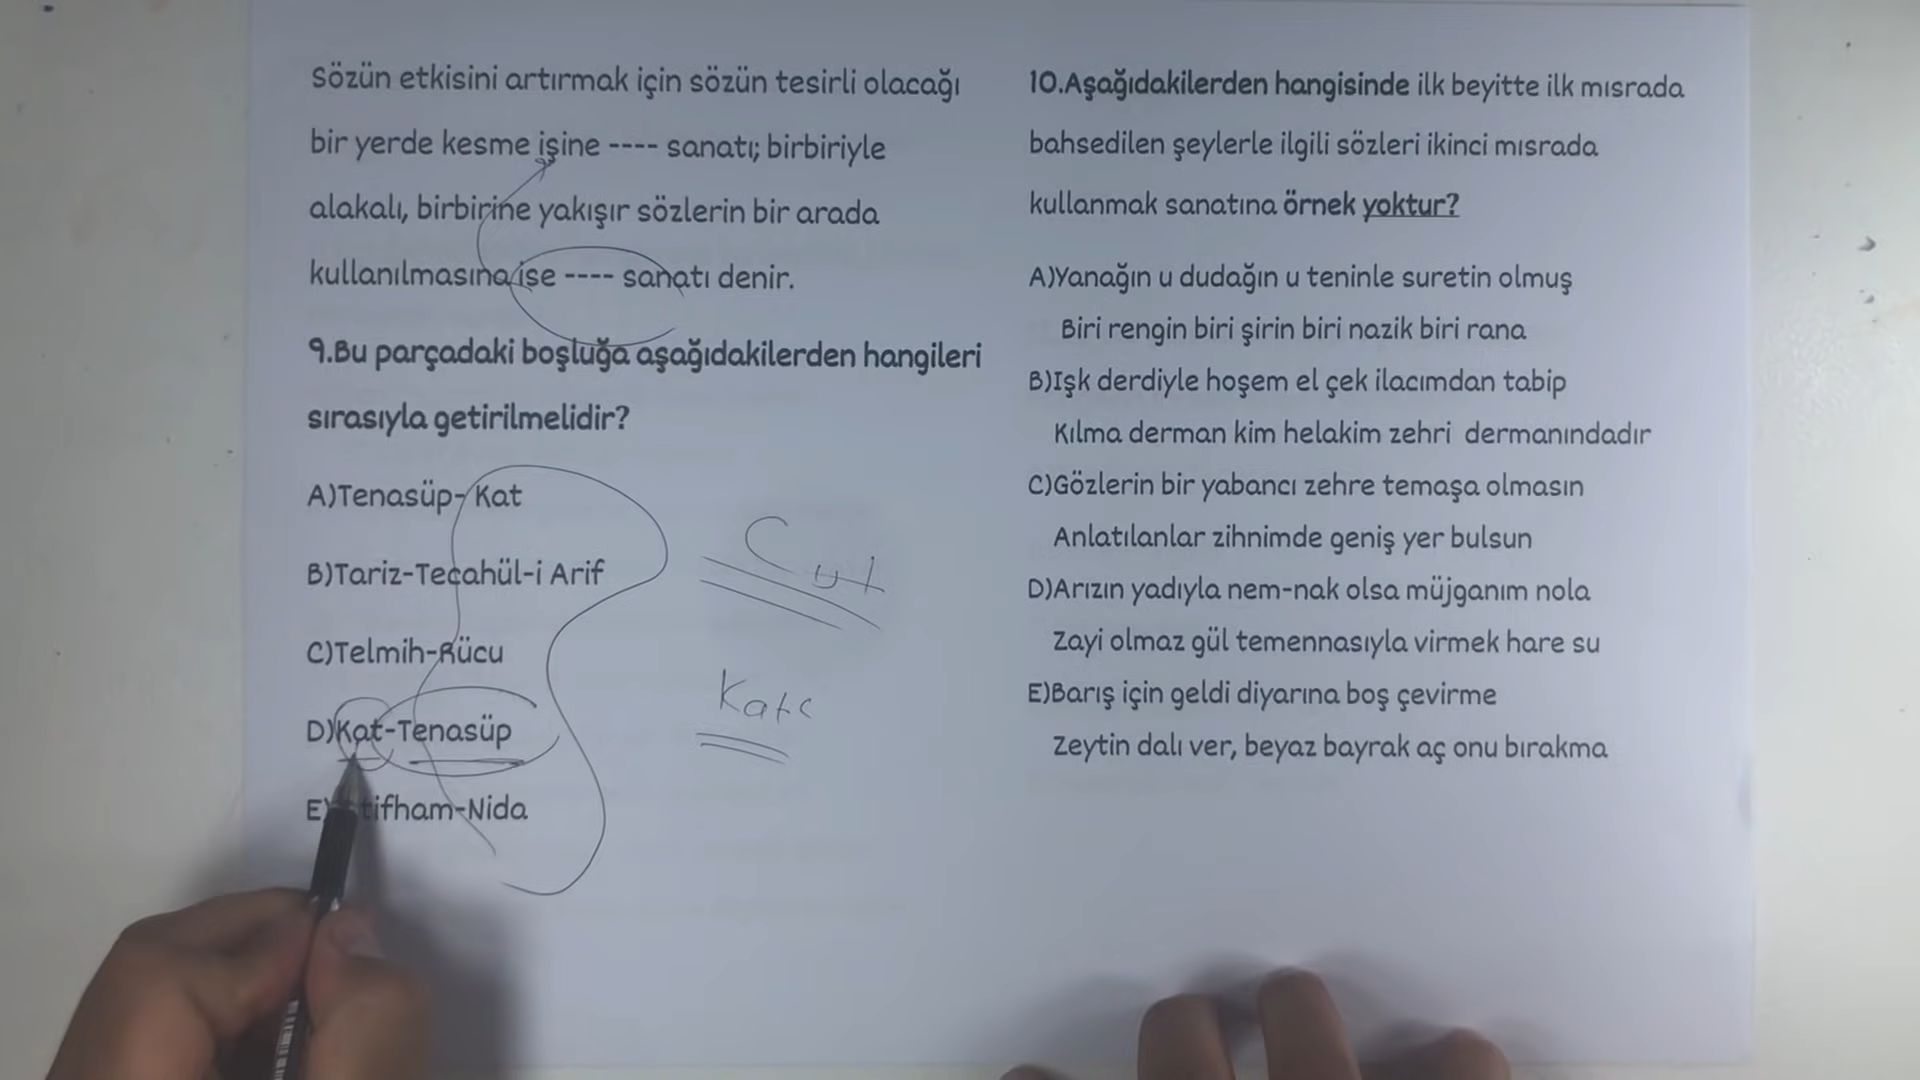 Sözün etkisini artırmak için sözün tesirli olacağı
bir yerde kesme işine ---- sanatı; birbiriyle
alakalı, birbirine yakışır sözlerin bir arada
kullanılmasına ise ---- sanatı denir.
9.Bu parçadaki boşluğa aşağıdakilerden hangileri
sırasıyla getirilmelidir?
A)Tenasüp- Kat
B)Tariz-Tecahül-i Arif
C)Telmih-Rücu
D)Kat-Tenasüp
E) tifham-Nida
Kat
10.Aşağıdakilerden hangisinde ilk beyitte ilk mısrada
bahsedilen şeylerle ilgili sözleri ikinci mısrada
kullanmak sanatına örnek yoktur?
A)Yanağın u dudağın u teninle suretin olmuş
Biri rengin biri şirin biri nazik biri rana
B)Işk derdiyle hoşem el çek ilacımdan tabip
Kılma derman kim helakim zehri dermanındadır
C)Gözlerin bir yabancı zehre temaşa olmasın
Anlatılanlar zihnimde geniş yer bulsun
D)Arızın yadıyla nem-nak olsa müjganım nola
Zayi olmaz gül temennasıyla virmek hare su
E)Barış için geldi diyarına boş çevirme
Zeytin dalı ver, beyaz bayrak aç onu bırakma